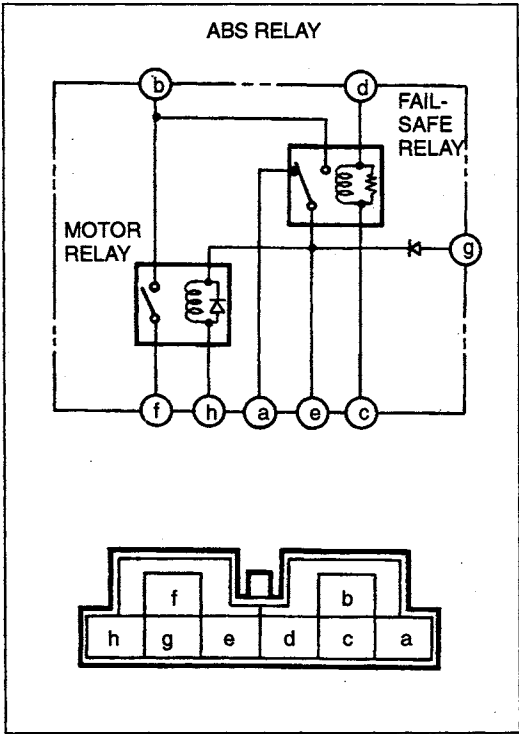 ABS RELAY
b
d
FAIL-
SAFE
RELAY
MOTOR
RELAY
g
f h a e c
f b
h g e d c a